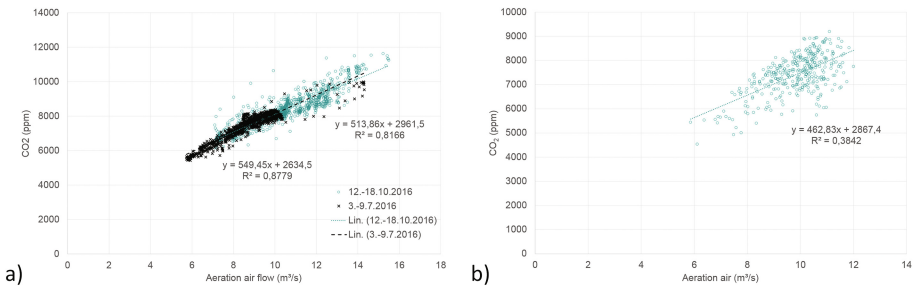 14000
12000
10000
8000
6000
4000
2000
0
CO2 (ppm)
0 2 4 6 8 10 12 14 16 18
Aeration air flow (m³/s)
y = 513,86x + 2961,5
R² = 0,8166
y = 549,45x + 2634,5
R² = 0,8779
12.-18.10.2016
3.-9.7.2016
Lin. (12.-18.10.2016)
Lin. (3.-9.7.2016)
a)
10000
9000
8000
7000
6000
5000
4000
3000
2000
1000
0
CO₂ (ppm)
0 2 4 6 8 10 12 14
Aeration air (m³/s)
y = 462,83x + 2867,4
R² = 0,3842
b)